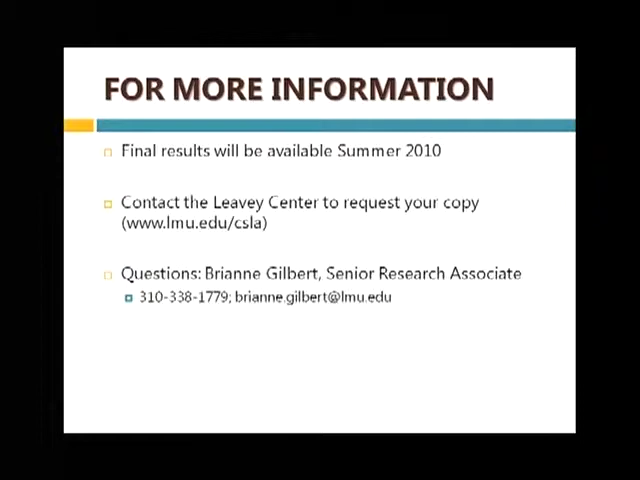 FOR MORE INFORMATION
Final results will be available Summer 2010
Contact the Leavey Center to request your copy
(www.lmu.edu/csla)
Questions: Brianne Gilbert, Senior Research Associate
310-338-1779; brianne.gilbert@lmu.edu